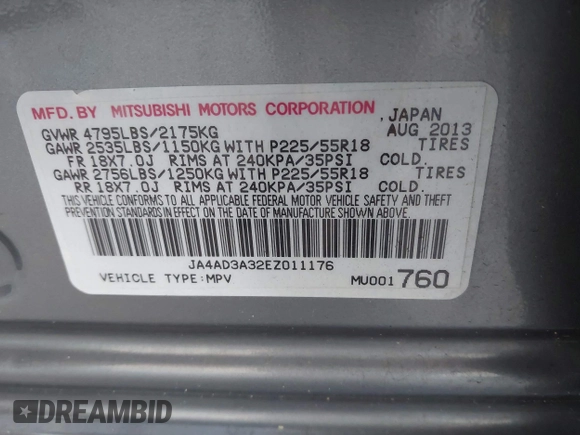 MFD. BY MITSUBISHI MOTORS CORPORATION, JAPAN
GVWR 4795LBS/2175KG AUG 2013
GAWR 2535LBS/1150KG WITH P225/55R18 TIRES
FR 18X7.0J RIMS AT 240KPA/35PSI COLD.
GAWR 2756LBS/1250KG WITH P225/55R18 TIRES
RR 18X7.0J RIMS AT 240KPA/35PSI COLD.
THIS VEHICLE CONFORMS TO ALL APPLICABLE FEDERAL MOTOR VEHICLE SAFETY AND THEFT
PREVENTION STANDARDS IN EFFECT ON THE DATE OF MANUFACTURE SHOWN ABOVE.
JA4AD3A32EZ011176
VEHICLE TYPE:MPV MU001760
DREAMBID